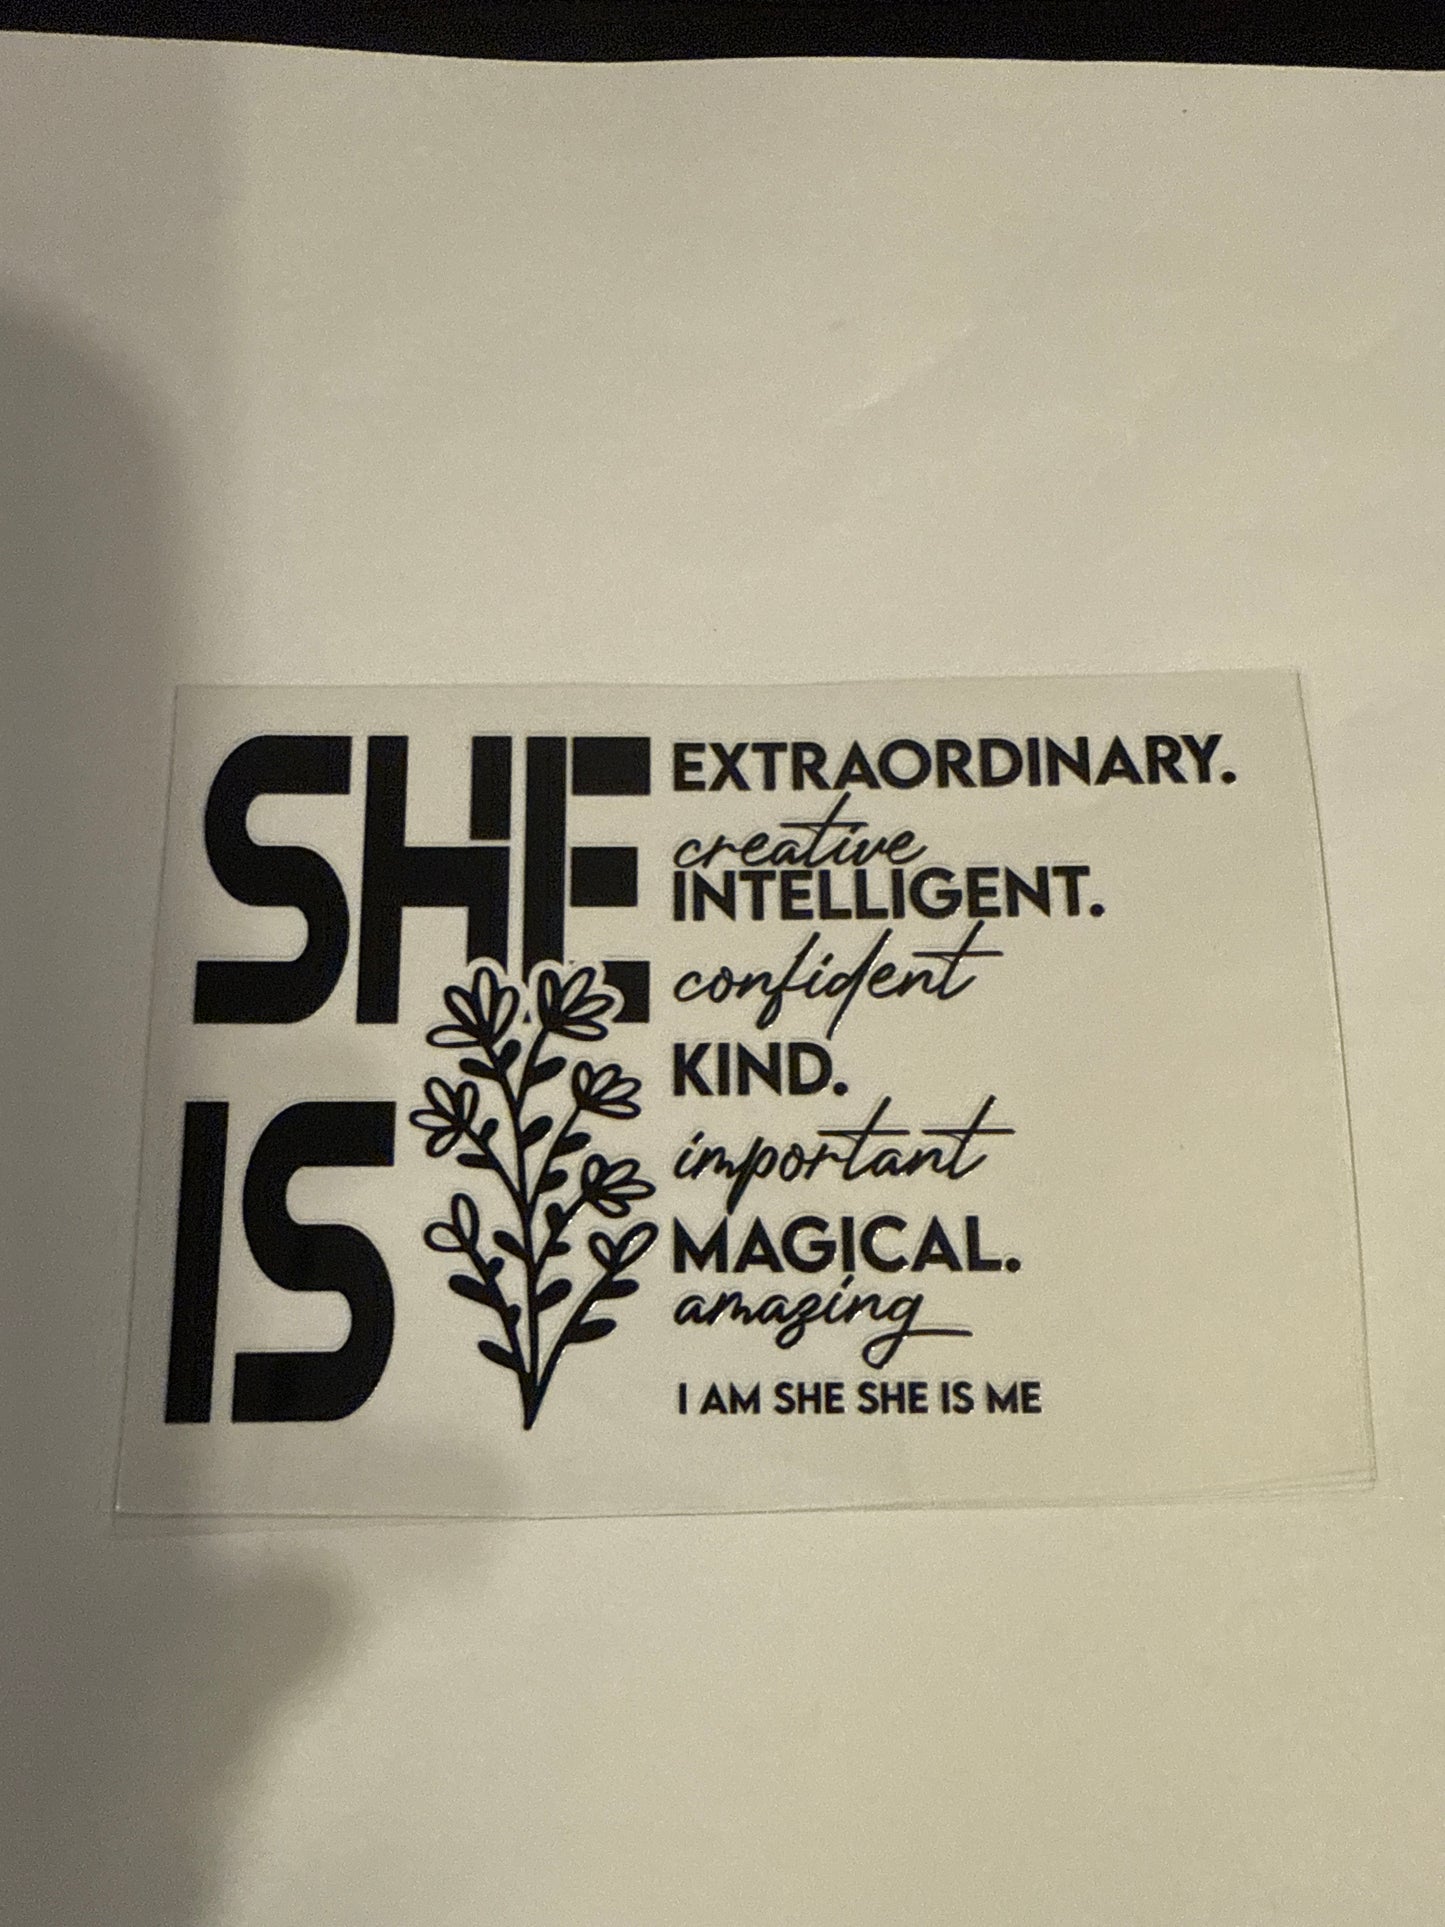 SHE
IS
EXTRAORDINARY.
creative
INTELLIGENT.
confident
KIND.
important
MAGICAL.
amazing
I AM SHE SHE IS ME